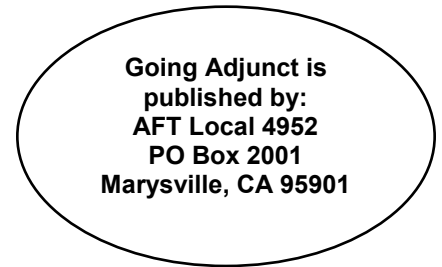 Going Adjunct is
published by:
AFT Local 4952
PO Box 2001
Marysville, CA 95901